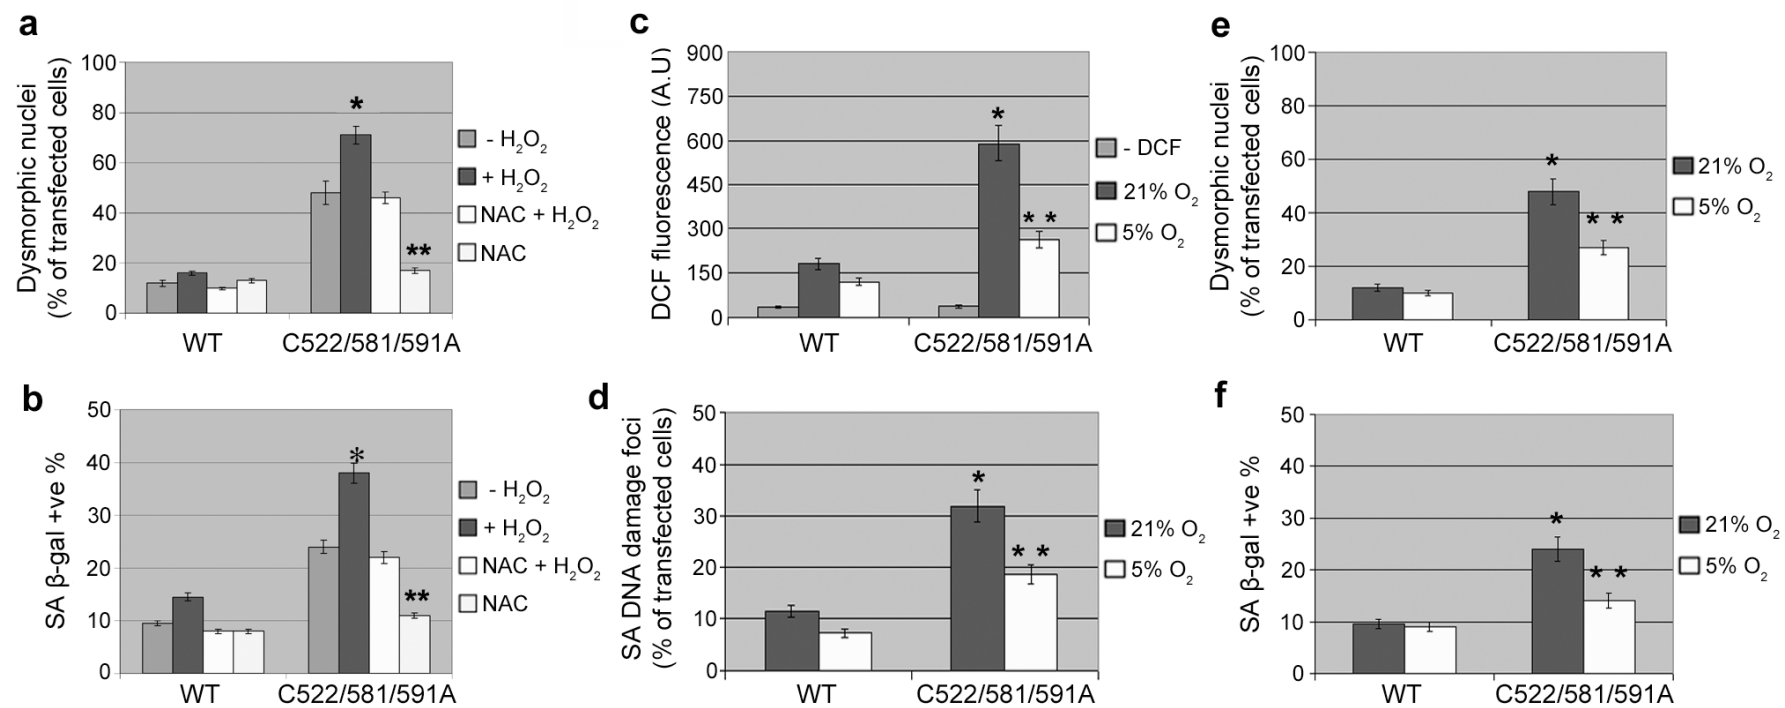 a
Dysmorphic nuclei
(% of transfected cells)
100
80
60
40
20
0
*
**
WT
C522/581/591A
- H₂O₂
+ H₂O₂
NAC + H₂O₂
NAC
b
SA β-gal +ve %
50
40
30
20
10
0
*
**
WT
C522/581/591A
- H₂O₂
+ H₂O₂
NAC + H₂O₂
NAC
c
DCF fluorescence (A.U)
900
750
600
450
300
150
0
*
* *
WT
C522/581/591A
- DCF
21% O₂
5% O₂
d
SA DNA damage foci
(% of transfected cells)
50
40
30
20
10
0
*
* *
WT
C522/581/591A
21% O₂
5% O₂
e
Dysmorphic nuclei
(% of transfected cells)
100
80
60
40
20
0
*
* *
WT
C522/581/591A
21% O₂
5% O₂
f
SA β-gal +ve %
50
40
30
20
10
0
*
* *
WT
C522/581/591A
21% O₂
5% O₂